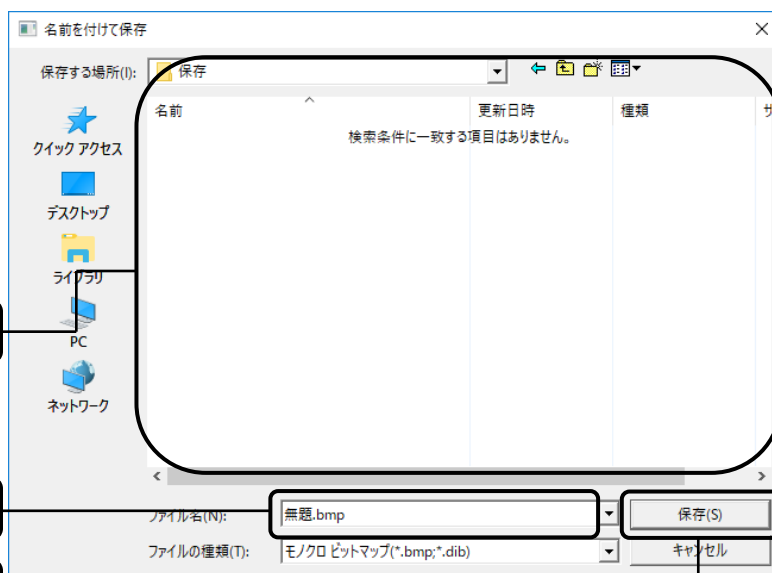 名前を付けて保存
保存する場所(I):
保存
名前 更新日時 種類 サ
検索条件に一致する項目はありません。
クイック アクセス
デスクトップ
ライブラリ
PC
ネットワーク
ファイル名(N):
無題.bmp
保存(S)
ファイルの種類(T):
モノクロ ビットマップ(*.bmp;*.dib)
キャンセル